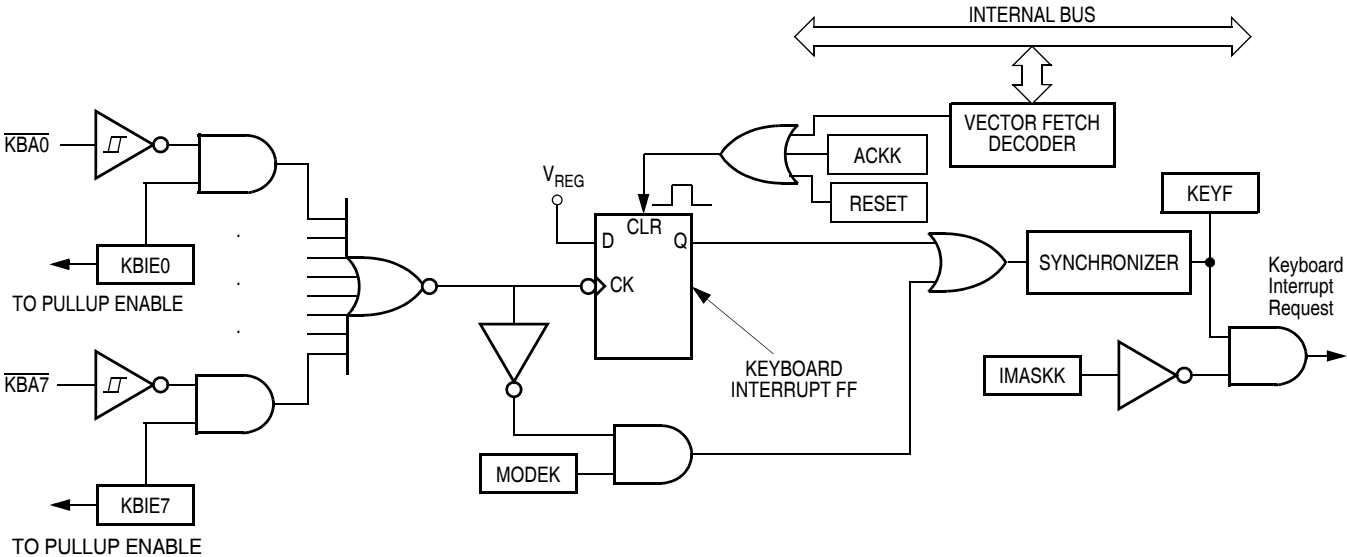 INTERNAL BUS
VECTOR FETCH
DECODER
KBA0
ACKK
VREG
RESET
KEYF
CLR
D
Q
KBIE0
SYNCHRONIZER
Keyboard
Interrupt
Request
CK
TO PULLUP ENABLE
KBA7
KEYBOARD
INTERRUPT FF
IMASKK
MODEK
KBIE7
TO PULLUP ENABLE